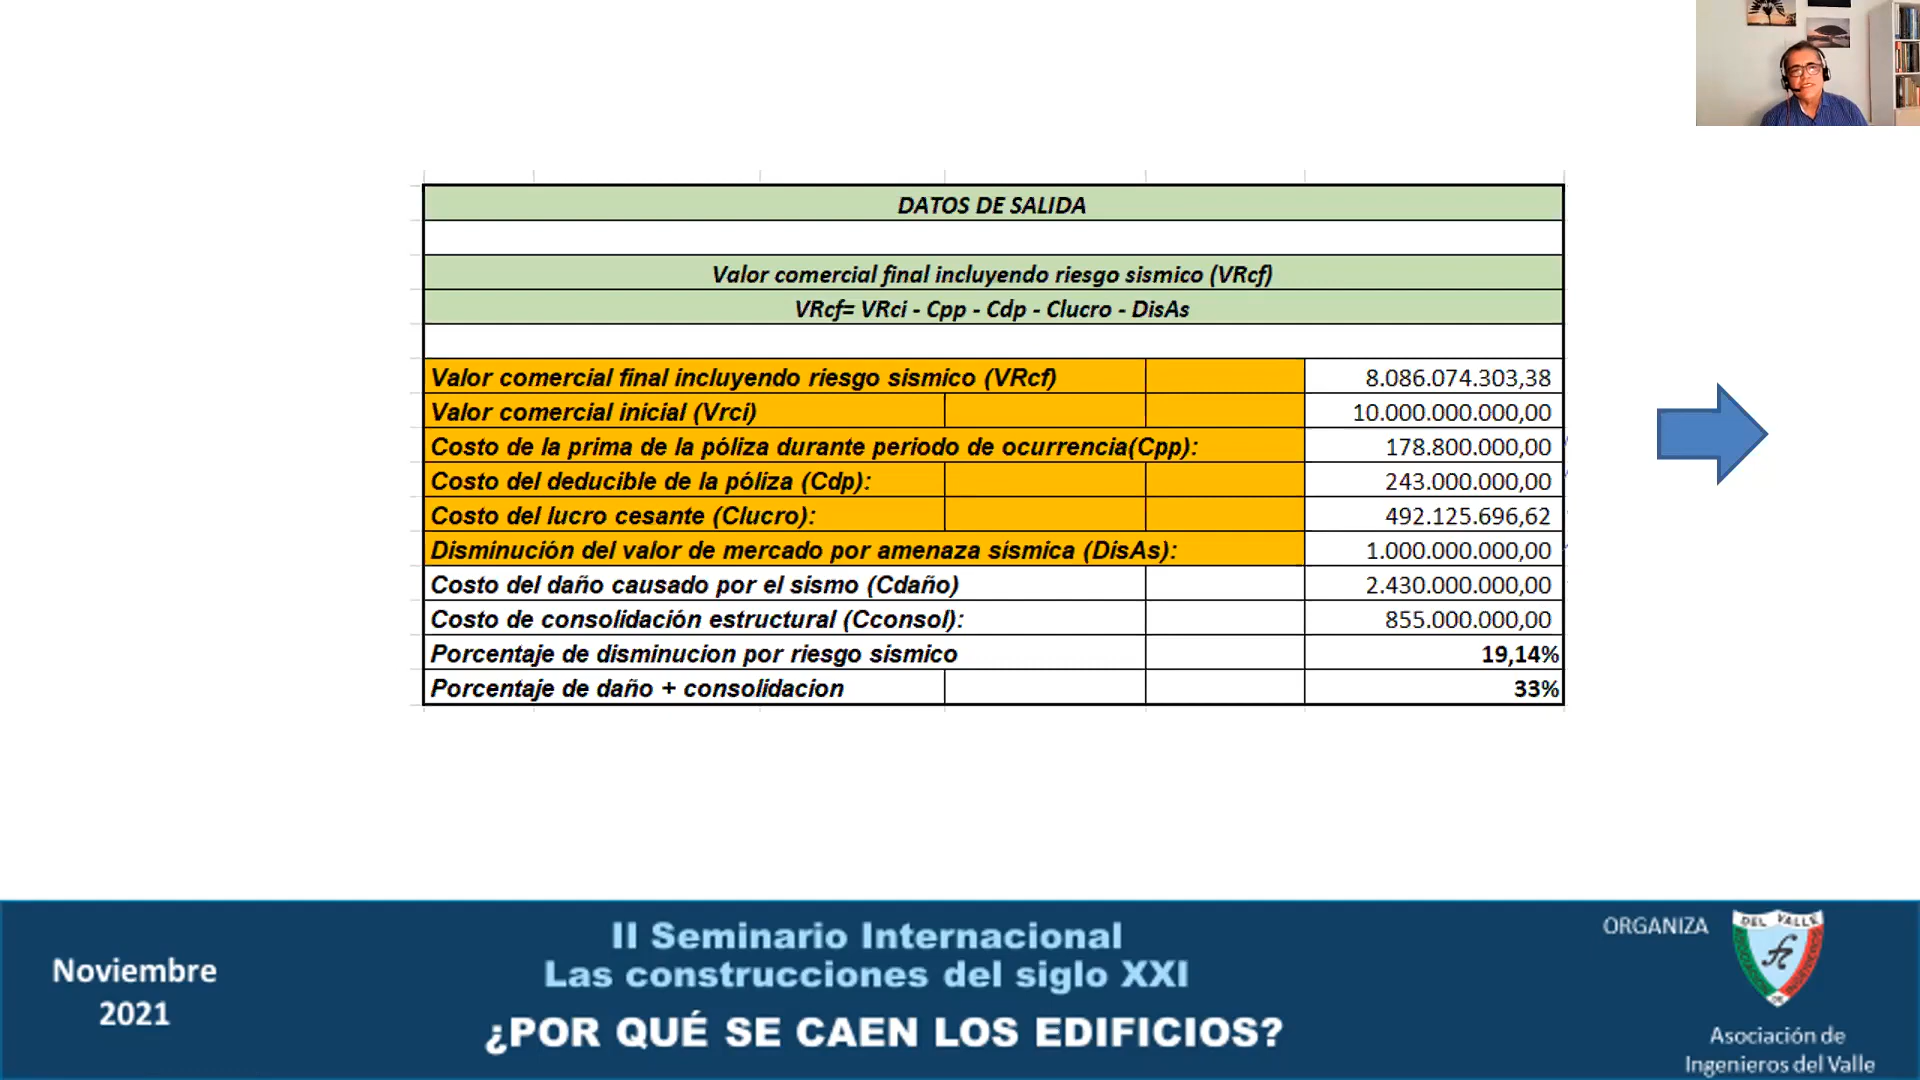 DATOS DE SALIDA
Valor comercial final incluyendo riesgo sismico (VRcf)
VRcf= VRci - Cpp - Cdp - Clucro - DisAs
Valor comercial final incluyendo riesgo sismico (VRcf) 8.086.074.303,38
Valor comercial inicial (Vrci) 10.000.000.000,00
Costo de la prima de la póliza durante periodo de ocurrencia(Cpp): 178.800.000,00
Costo del deducible de la póliza (Cdp): 243.000.000,00
Costo del lucro cesante (Clucro): 492.125.696,62
Disminución del valor de mercado por amenaza sísmica (DisAs): 1.000.000.000,00
Costo del daño causado por el sismo (Cdaño) 2.430.000.000,00
Costo de consolidación estructural (Cconsol): 855.000.000,00
Porcentaje de disminucion por riesgo sismico 19,14%
Porcentaje de daño + consolidacion 33%
Noviembre
2021
II Seminario Internacional
Las construcciones del siglo XXI
¿POR QUÉ SE CAEN LOS EDIFICIOS?
ORGANIZA
DEL VALLE
Asociación de
Ingenieros del Valle